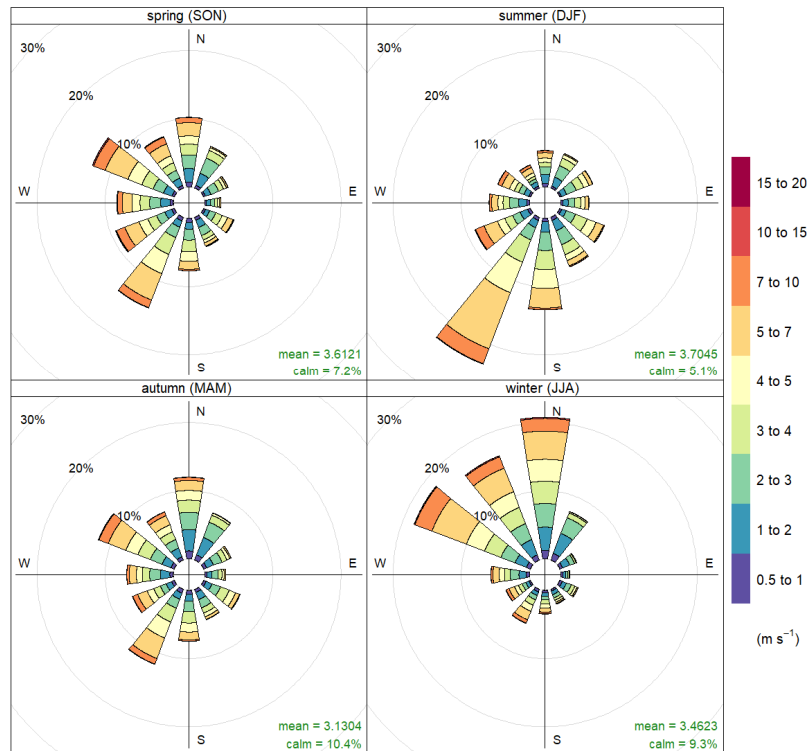 spring (SON)
30%
20%
10%
N
W
E
S
mean = 3.6121
calm = 7.2%
summer (DJF)
30%
20%
10%
N
W
E
S
mean = 3.7045
calm = 5.1%
autumn (MAM)
30%
20%
10%
N
W
E
S
mean = 3.1304
calm = 10.4%
winter (JJA)
30%
20%
10%
N
W
E
S
mean = 3.4623
calm = 9.3%
15 to 20
10 to 15
7 to 10
5 to 7
4 to 5
3 to 4
2 to 3
1 to 2
0.5 to 1
(m s⁻¹)